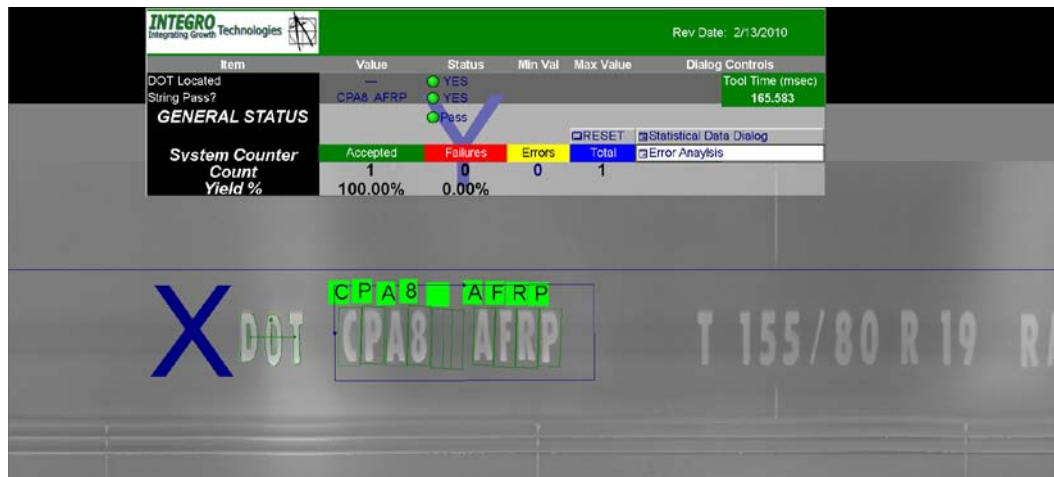 INTEGRO Technologies
Integrating Growth
Rev Date: 2/13/2010
Item Value Status Min Val Max Value Dialog Controls
DOT Located — YES Tool Time (msec)
String Pass? CPA8 AFRP YES 165.583
GENERAL STATUS Pass
RESET Statistical Data Dialog
System Counter Accepted Failures Errors Total Error Anaylsis
Count 1 0 0 1
Yield % 100.00% 0.00%
Y
CPA8 AFRP
X DOT CPA8 AFRP T 155/80 R 19